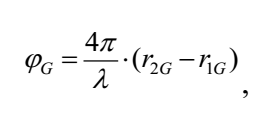 φ_G = 4π/λ · (r_2G − r_1G),